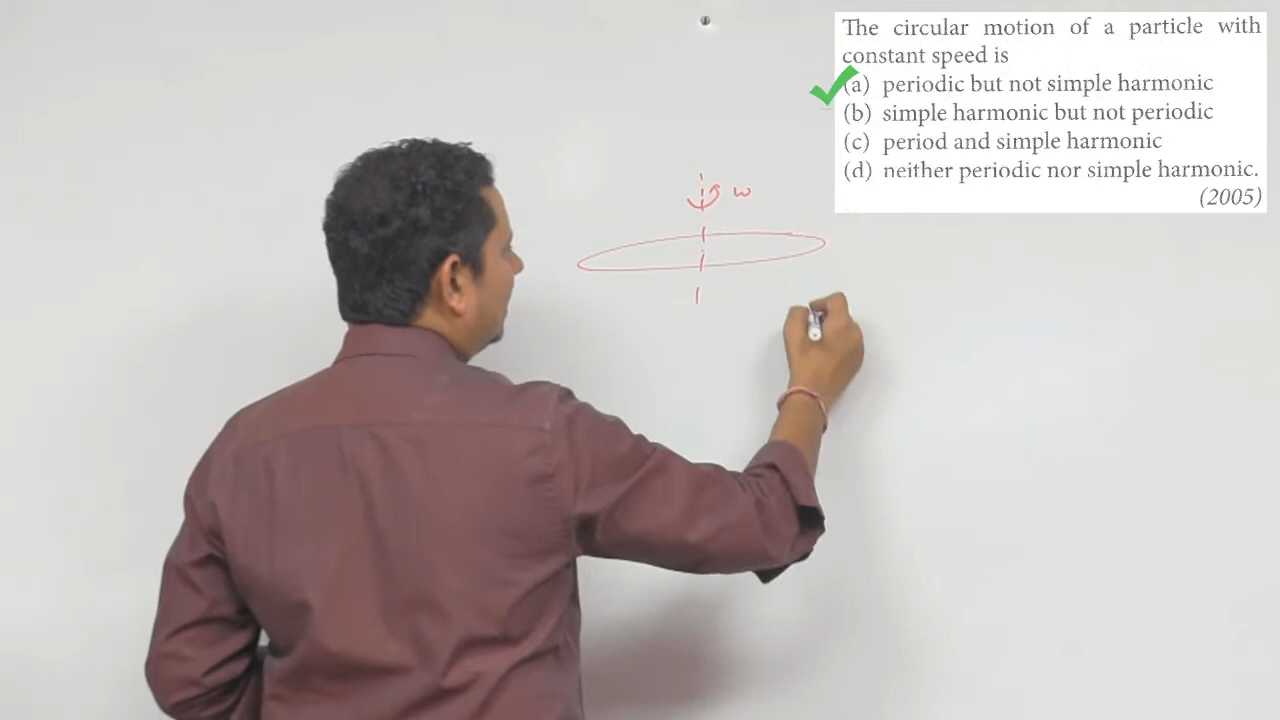 The circular motion of a particle with
constant speed is
(a) periodic but not simple harmonic
(b) simple harmonic but not periodic
(c) period and simple harmonic
(d) neither periodic nor simple harmonic.
(2005)
ω